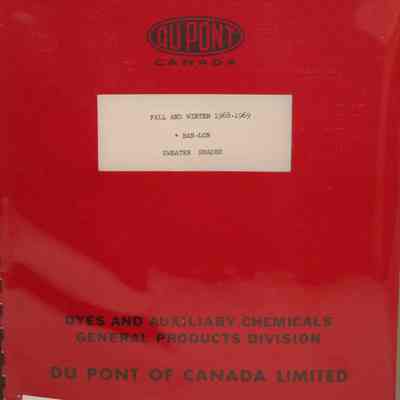 DU PONT
CANADA
FALL AND WINTER 1968-1969
* BAN-LON
SWEATER SHADES
DYES AND AUXILIARY CHEMICALS
GENERAL PRODUCTS DIVISION
DU PONT OF CANADA LIMITED